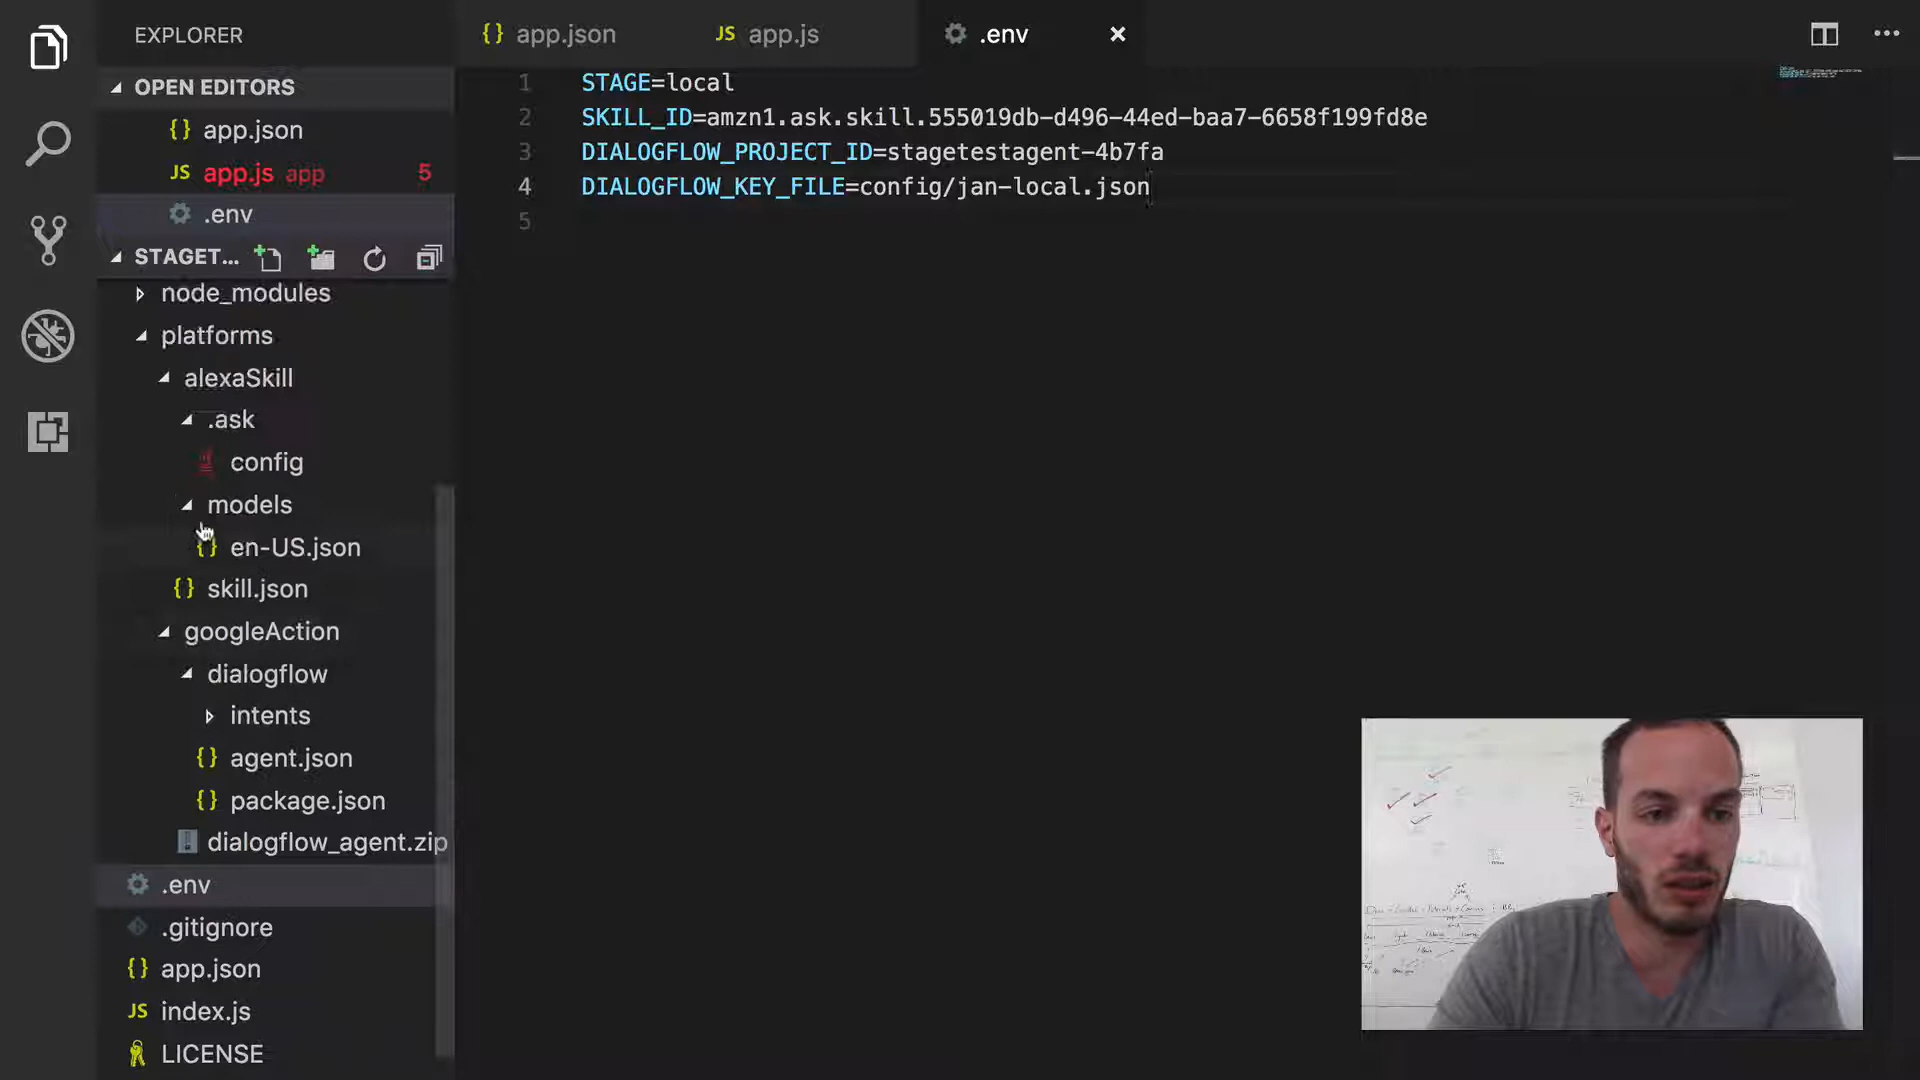 EXPLORER
OPEN EDITORS
{} app.json
JS app.js app 5
.env
STAGET...
node_modules
platforms
alexaSkill
.ask
config
models
{} en-US.json
{} skill.json
googleAction
dialogflow
intents
{} agent.json
{} package.json
dialogflow_agent.zip
.env
.gitignore
{} app.json
JS index.js
LICENSE
{} app.json
JS app.js
.env
1 STAGE=local
2 SKILL_ID=amzn1.ask.skill.555019db-d496-44ed-baa7-6658f199fd8e
3 DIALOGFLOW_PROJECT_ID=stagetestagent-4b7fa
4 DIALOGFLOW_KEY_FILE=config/jan-local.json
5